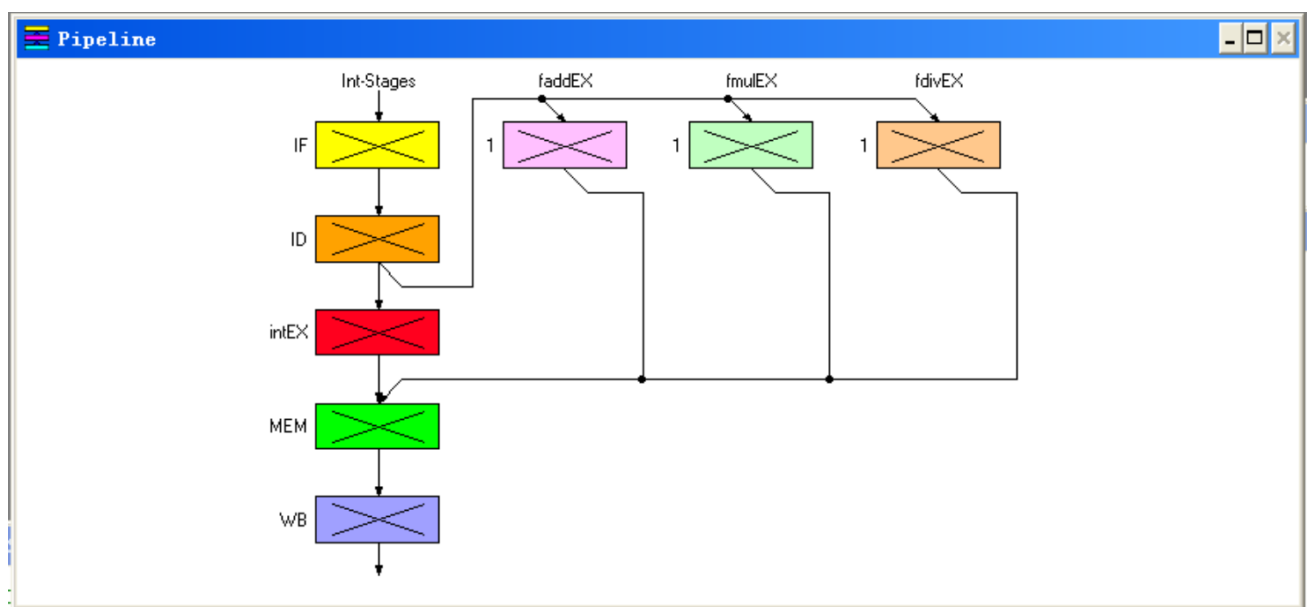 Pipeline
Int-Stages faddEX fmulEX fdivEX
IF 1 1 1
ID
intEX
MEM
WB